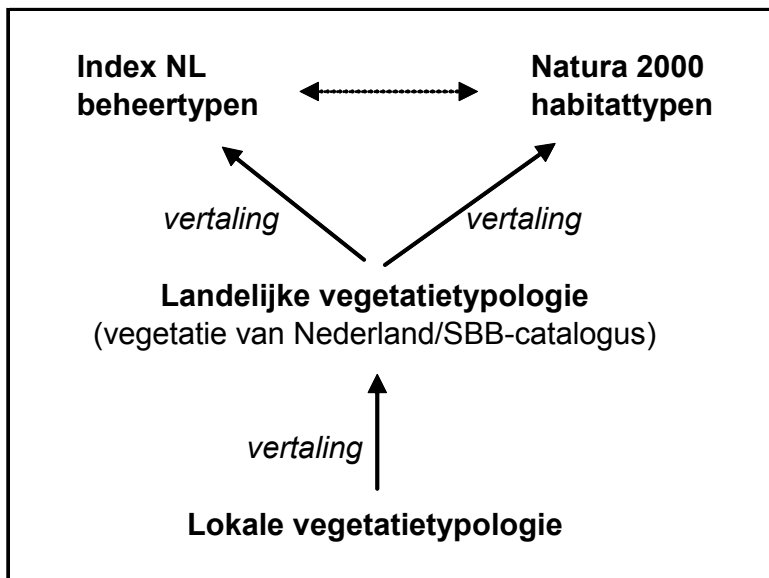 Index NL
beheertypen
Natura 2000
habitattypen
vertaling
vertaling
Landelijke vegetatietypologie
(vegetatie van Nederland/SBB-catalogus)
vertaling
Lokale vegetatietypologie